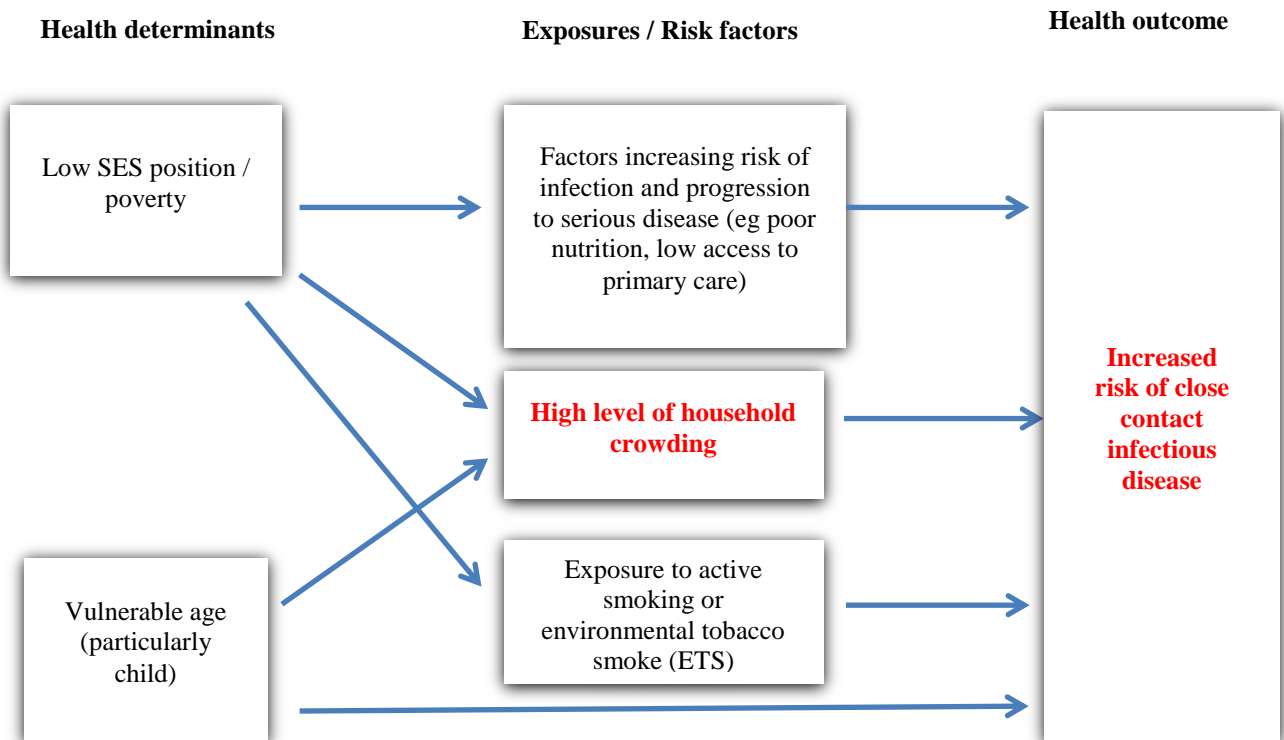 Health determinants
Exposures / Risk factors
Health outcome
Low SES position /
poverty
Factors increasing risk of
infection and progression
to serious disease (eg poor
nutrition, low access to
primary care)
High level of household
crowding
Increased
risk of close
contact
infectious
disease
Vulnerable age
(particularly
child)
Exposure to active
smoking or
environmental tobacco
smoke (ETS)